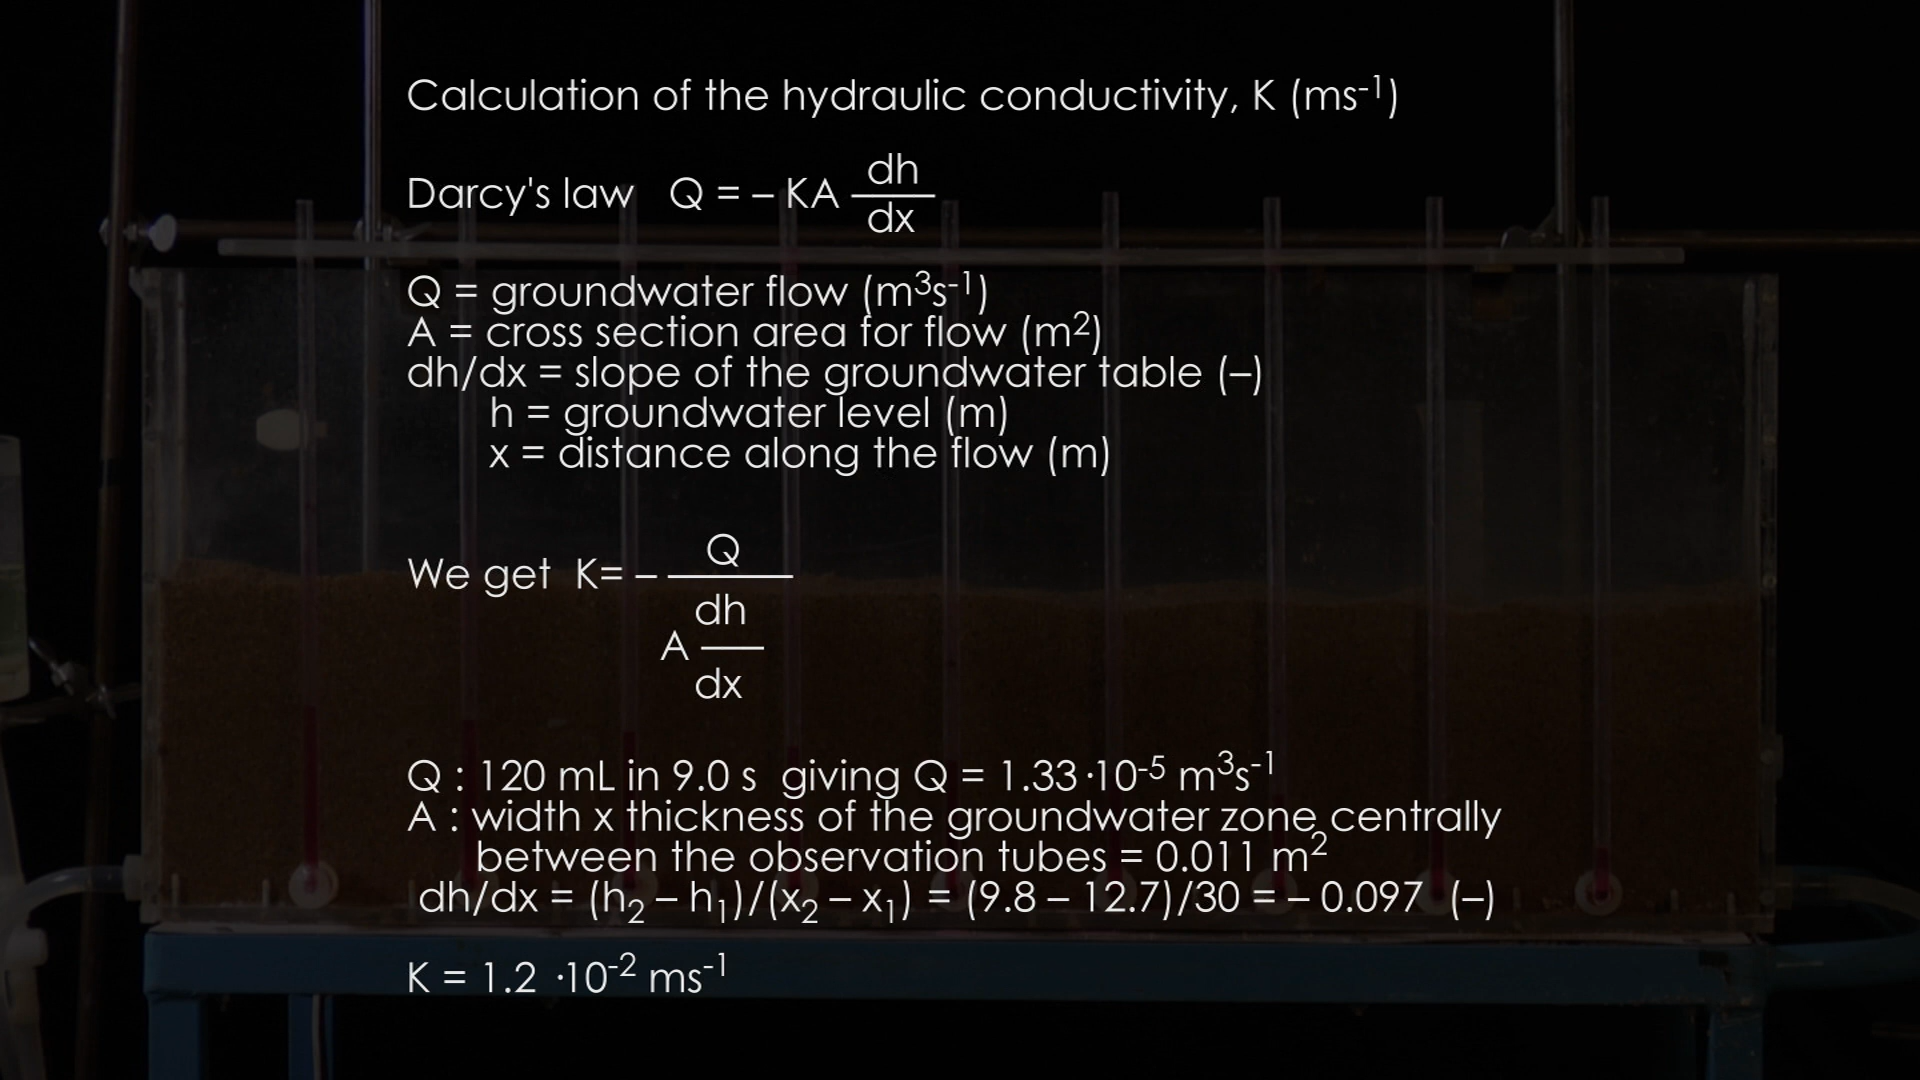 Calculation of the hydraulic conductivity, K (ms⁻¹)
Darcy's law Q = – KA dh/dx
Q = groundwater flow (m³s⁻¹)
A = cross section area for flow (m²)
dh/dx = slope of the groundwater table (–)
h = groundwater level (m)
x = distance along the flow (m)
We get K= – Q / (A dh/dx)
Q : 120 mL in 9.0 s giving Q = 1.33 ·10⁻⁵ m³s⁻¹
A : width x thickness of the groundwater zone centrally
between the observation tubes = 0.011 m²
dh/dx = (h₂ – h₁)/(x₂ – x₁) = (9.8 – 12.7)/30 = – 0.097 (–)
K = 1.2 ·10⁻² ms⁻¹